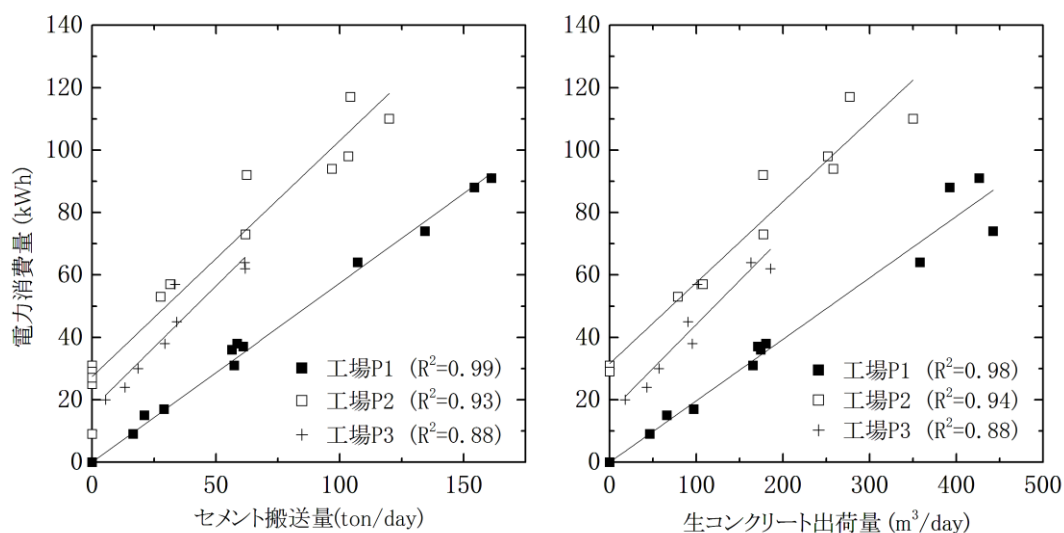 電力消費量 (kWh)
140
120
100
80
60
40
20
0
0 50 100 150
セメント搬送量(ton/day)
工場P1 (R²=0.99)
工場P2 (R²=0.93)
工場P3 (R²=0.88)
140
120
100
80
60
40
20
0
0 100 200 300 400 500
生コンクリート出荷量 (m³/day)
工場P1 (R²=0.98)
工場P2 (R²=0.94)
工場P3 (R²=0.88)